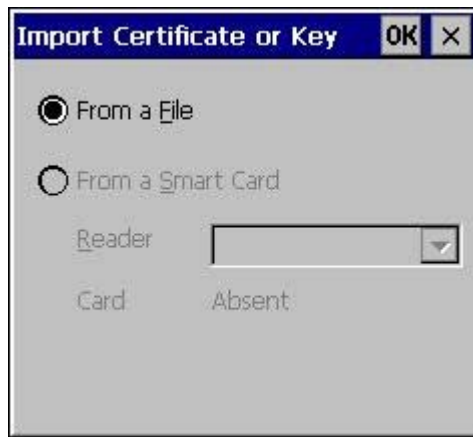 Import Certificate or Key OK ×
From a File
From a Smart Card
Reader
Card Absent